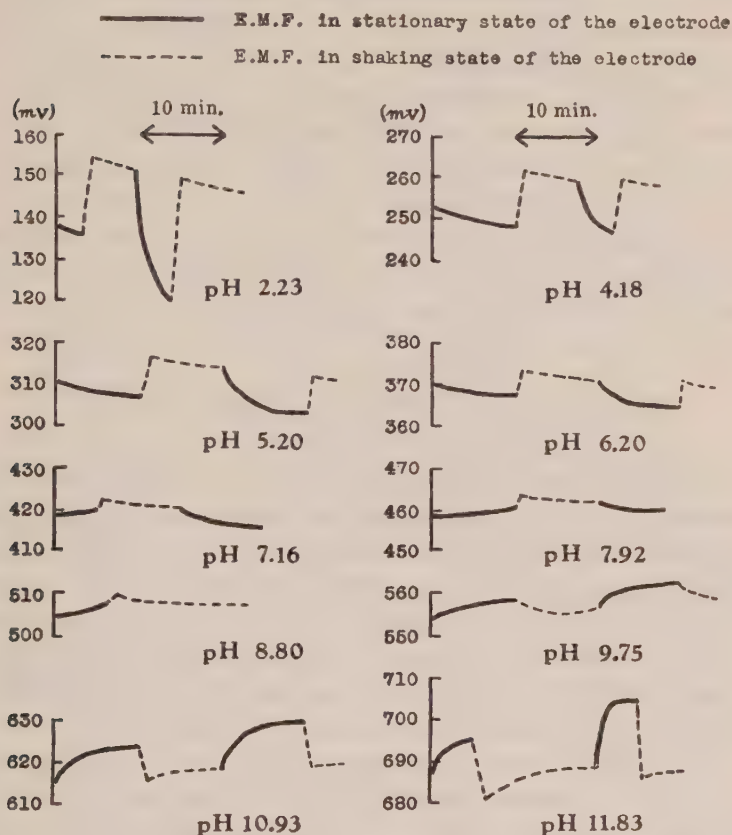 E.M.F. in stationary state of the electrode
E.M.F. in shaking state of the electrode
(mv)
10 min.
160
150
140
130
120
pH 2.23
(mv)
10 min.
270
260
250
240
pH 4.18
320
310
300
pH 5.20
380
370
360
pH 6.20
430
420
410
pH 7.16
470
460
450
pH 7.92
510
500
pH 8.80
560
550
pH 9.75
630
620
610
pH 10.93
710
700
690
680
pH 11.83